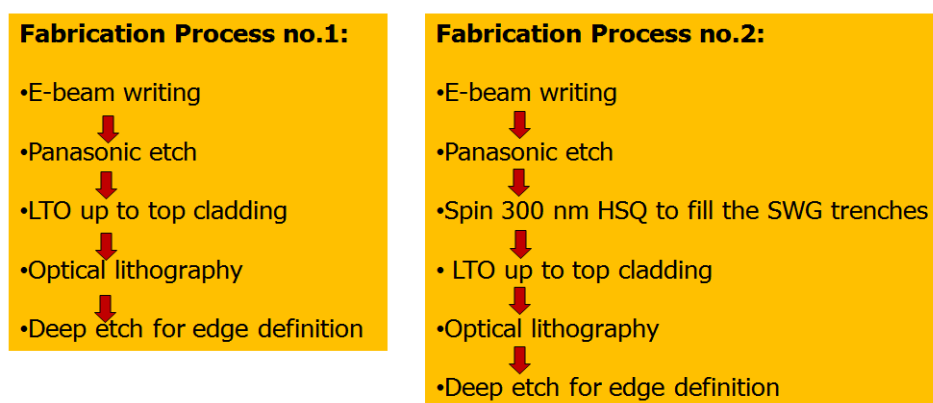 Fabrication Process no.1:
•E-beam writing
•Panasonic etch
•LTO up to top cladding
•Optical lithography
•Deep etch for edge definition
Fabrication Process no.2:
•E-beam writing
•Panasonic etch
•Spin 300 nm HSQ to fill the SWG trenches
• LTO up to top cladding
•Optical lithography
•Deep etch for edge definition